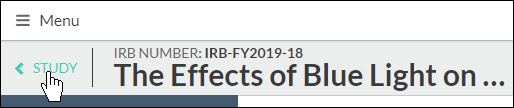 Menu
STUDY
IRB NUMBER: IRB-FY2019-18
The Effects of Blue Light on ...